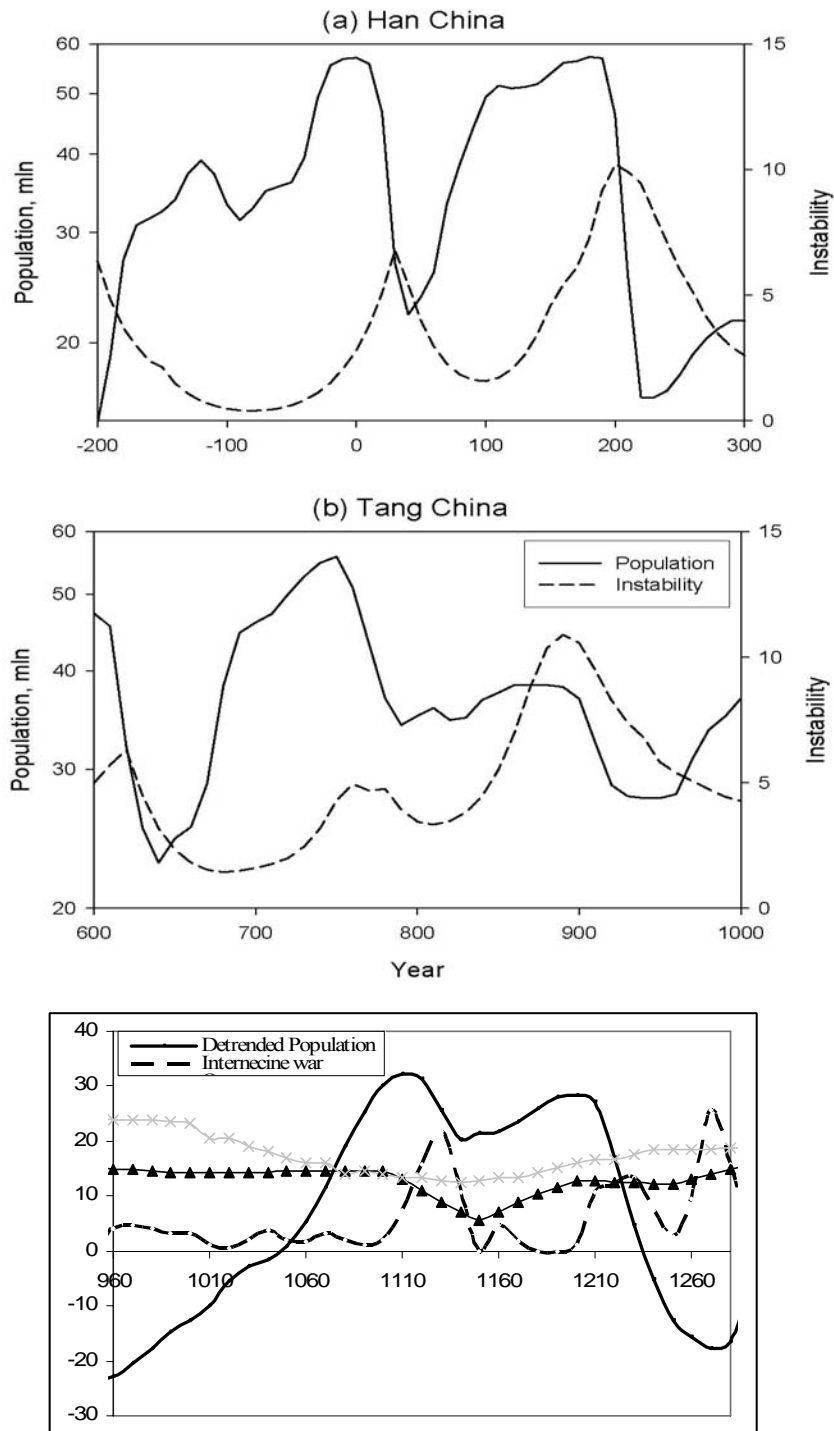 (a) Han China
60
50
40
30
20
Population, mln
15
10
5
0
Instability
-200 -100 0 100 200 300
(b) Tang China
60
50
40
30
20
Population, mln
Population
Instability
15
10
5
0
Instability
600 700 800 900 1000
Year
40
30
20
10
0
-10
-20
-30
Detrended Population
Internecine war
960 1010 1060 1110 1160 1210 1260